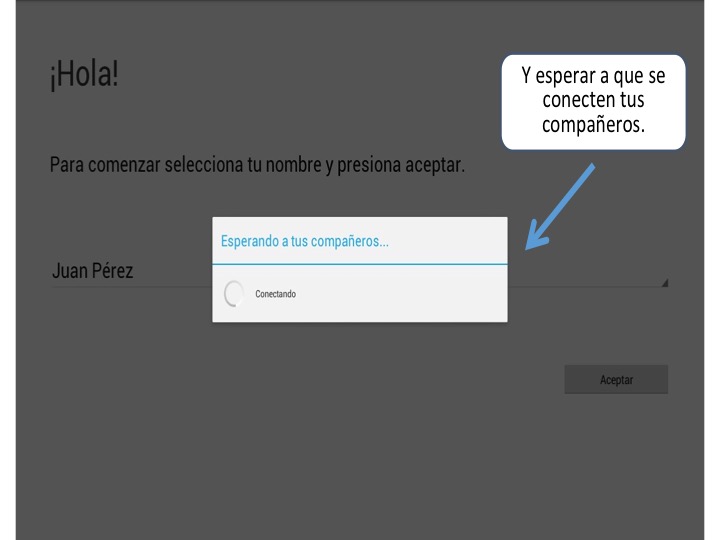 ¡Hola!
Y esperar a que se
conecten tus
compañeros.
Para comenzar selecciona tu nombre y presiona aceptar.
Esperando a tus compañeros...
Juan Pérez
Conectando
Aceptar